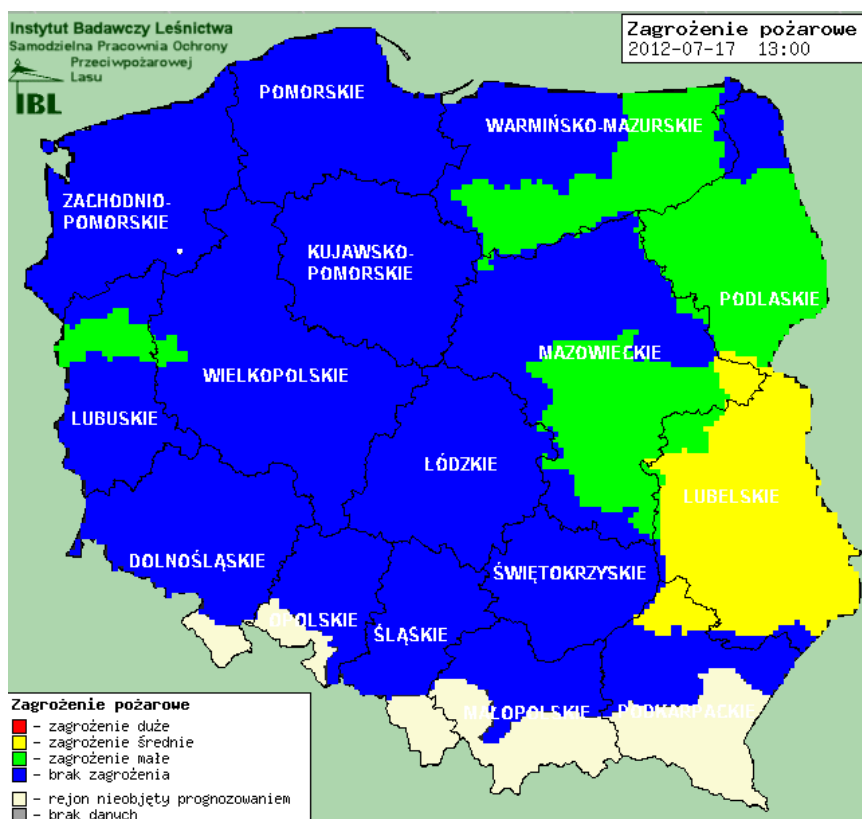 Instytut Badawczy Leśnictwa
Samodzielna Pracownia Ochrony
Przeciwpożarowej
Lasu
IBL
Zagrożenie pożarowe
2012-07-17 13:00
POMORSKIE
WARMIŃSKO-MAZURSKIE
ZACHODNIO-
POMORSKIE
KUJAWSKO-
POMORSKIE
PODLASKIE
MAZOWIECKIE
WIELKOPOLSKIE
LUBUSKIE
ŁÓDZKIE
LUBELSKIE
DOLNOŚLĄSKIE
ŚWIĘTOKRZYSKIE
OPOLSKIE
ŚLĄSKIE
MAŁOPOLSKIE
PODKARPACKIE
Zagrożenie pożarowe
- zagrożenie duże
- zagrożenie średnie
- zagrożenie małe
- brak zagrożenia
- rejon nieobjęty prognozowaniem
- brak danych